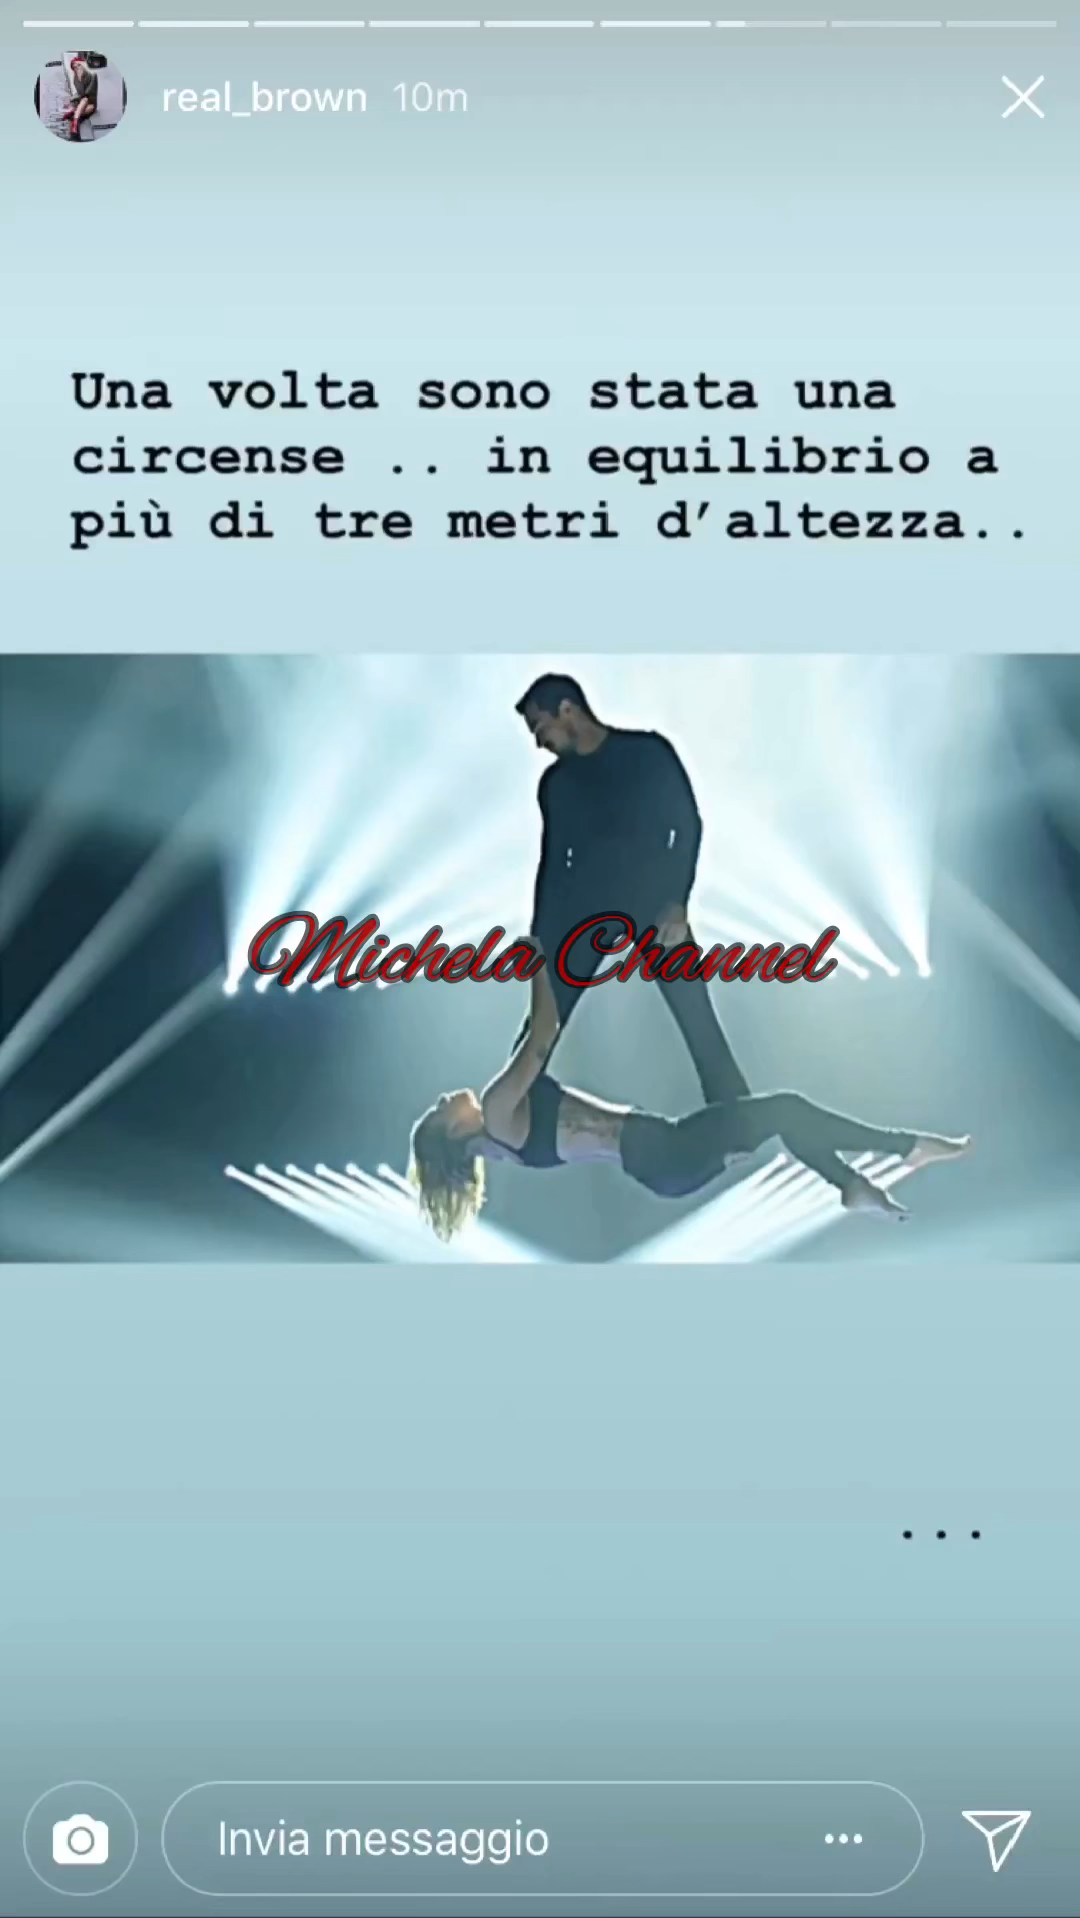 real_brown 10m
Una volta sono stata una
circense .. in equilibrio a
più di tre metri d'altezza..
Michela Channel
...
Invia messaggio